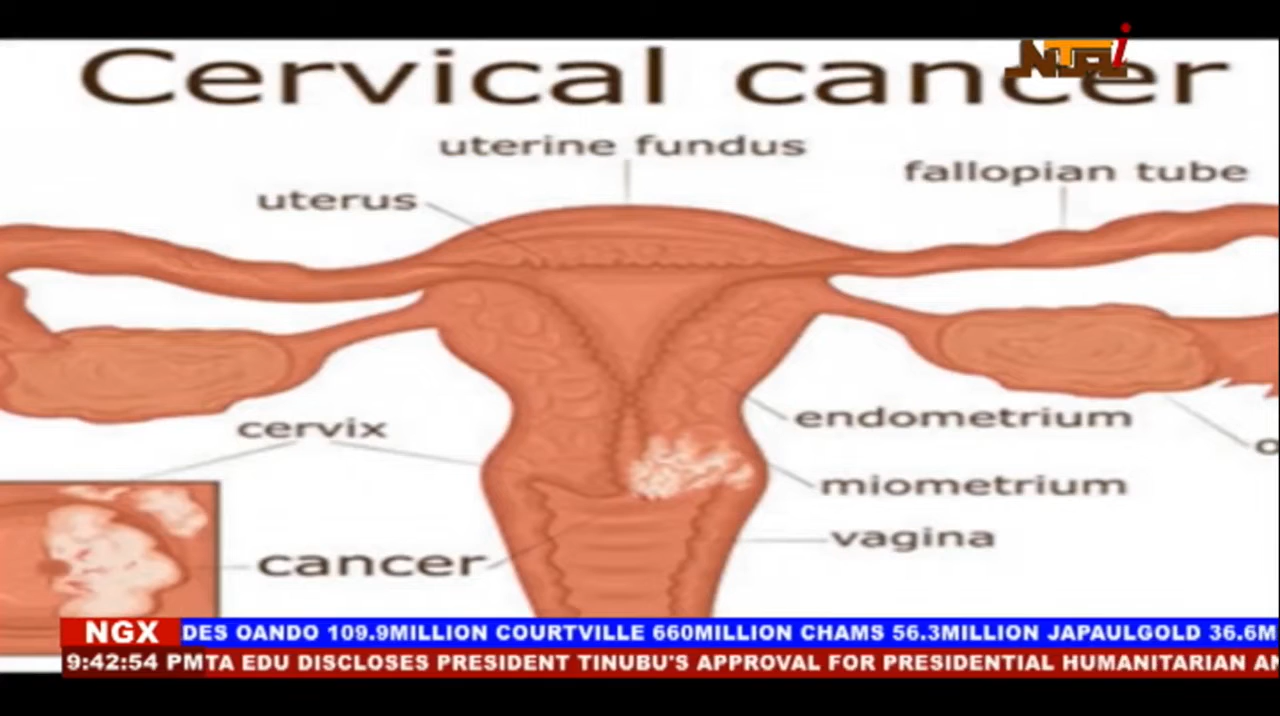 Cervical cancer
NTAi
uterine fundus
fallopian tube
uterus
cervix
endometrium
miometrium
vagina
cancer
NGX DES OANDO 109.9MILLION COURTVILLE 660MILLION CHAMS 56.3MILLION JAPAULGOLD 36.6M
9:42:54 PM TA EDU DISCLOSES PRESIDENT TINUBU'S APPROVAL FOR PRESIDENTIAL HUMANITARIAN AN